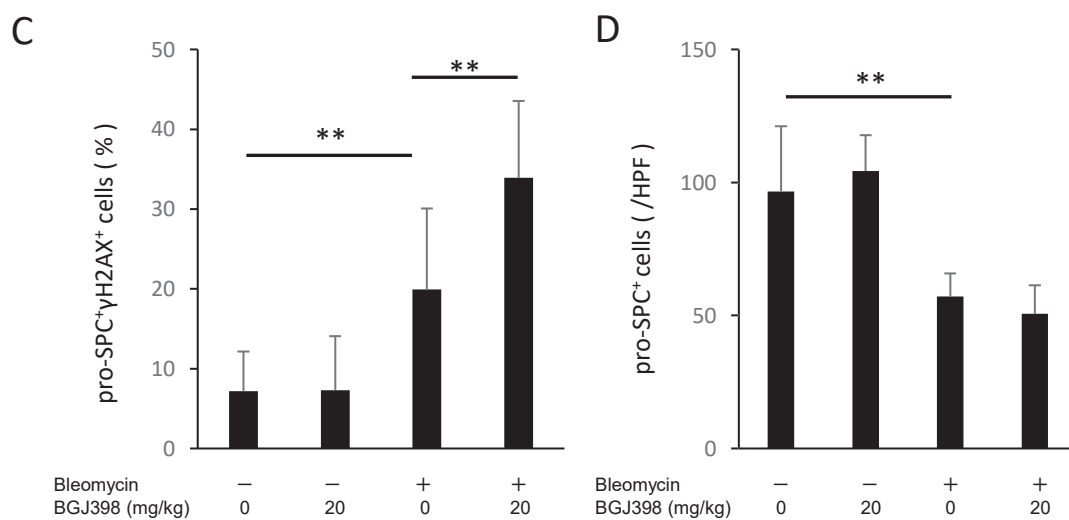 C
pro-SPC⁺γH2AX⁺ cells ( % )
50
40
30
20
10
0
**
**
Bleomycin − − + +
BGJ398 (mg/kg) 0 20 0 20
D
pro-SPC⁺ cells ( /HPF )
150
100
50
0
**
Bleomycin − − + +
BGJ398 (mg/kg) 0 20 0 20